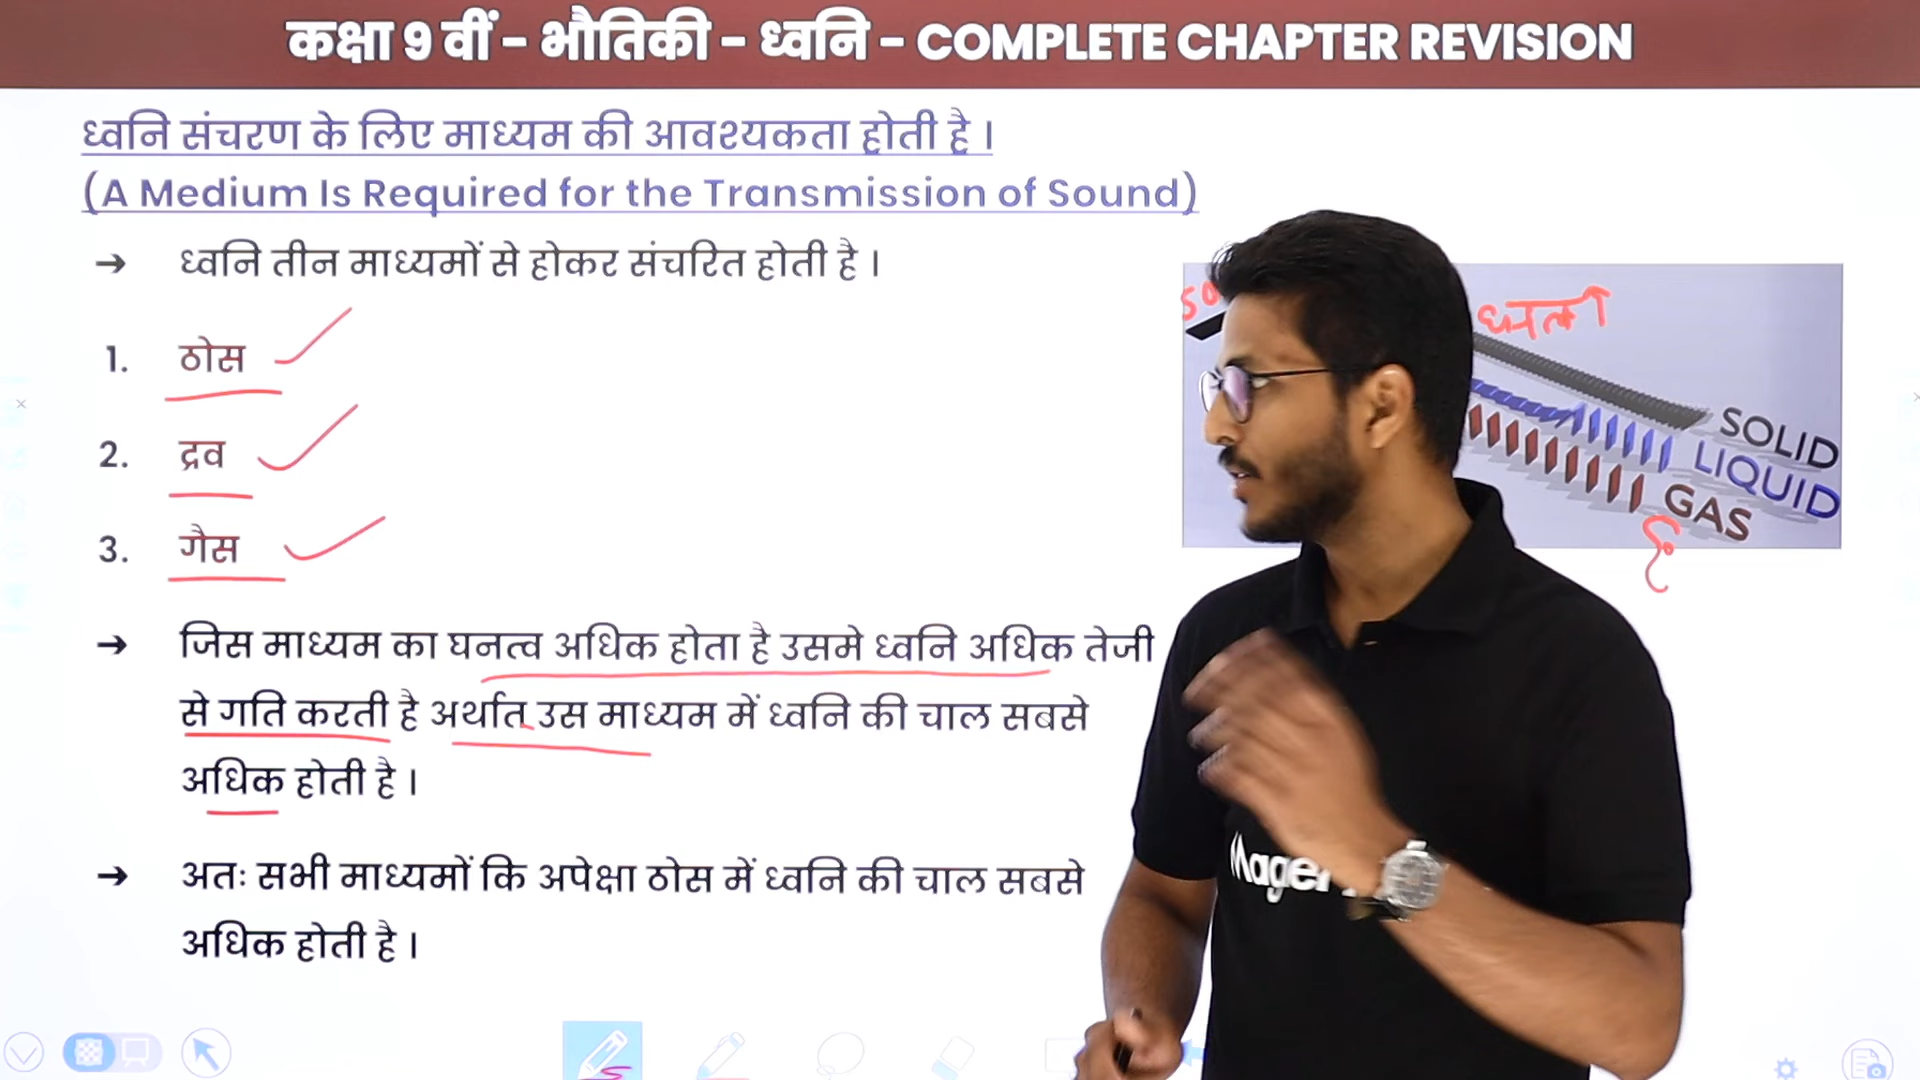 कक्षा 9 वीं - भौतिकी - ध्वनि - COMPLETE CHAPTER REVISION
ध्वनि संचरण के लिए माध्यम की आवश्यकता होती है ।
(A Medium Is Required for the Transmission of Sound)
→ ध्वनि तीन माध्यमों से होकर संचरित होती है ।
1. ठोस
2. द्रव
3. गैस
SOLID
LIQUID
GAS
→ जिस माध्यम का घनत्व अधिक होता है उसमे ध्वनि अधिक तेजी
से गति करती है अर्थात उस माध्यम में ध्वनि की चाल सबसे
अधिक होती है ।
→ अतः सभी माध्यमों कि अपेक्षा ठोस में ध्वनि की चाल सबसे
अधिक होती है ।